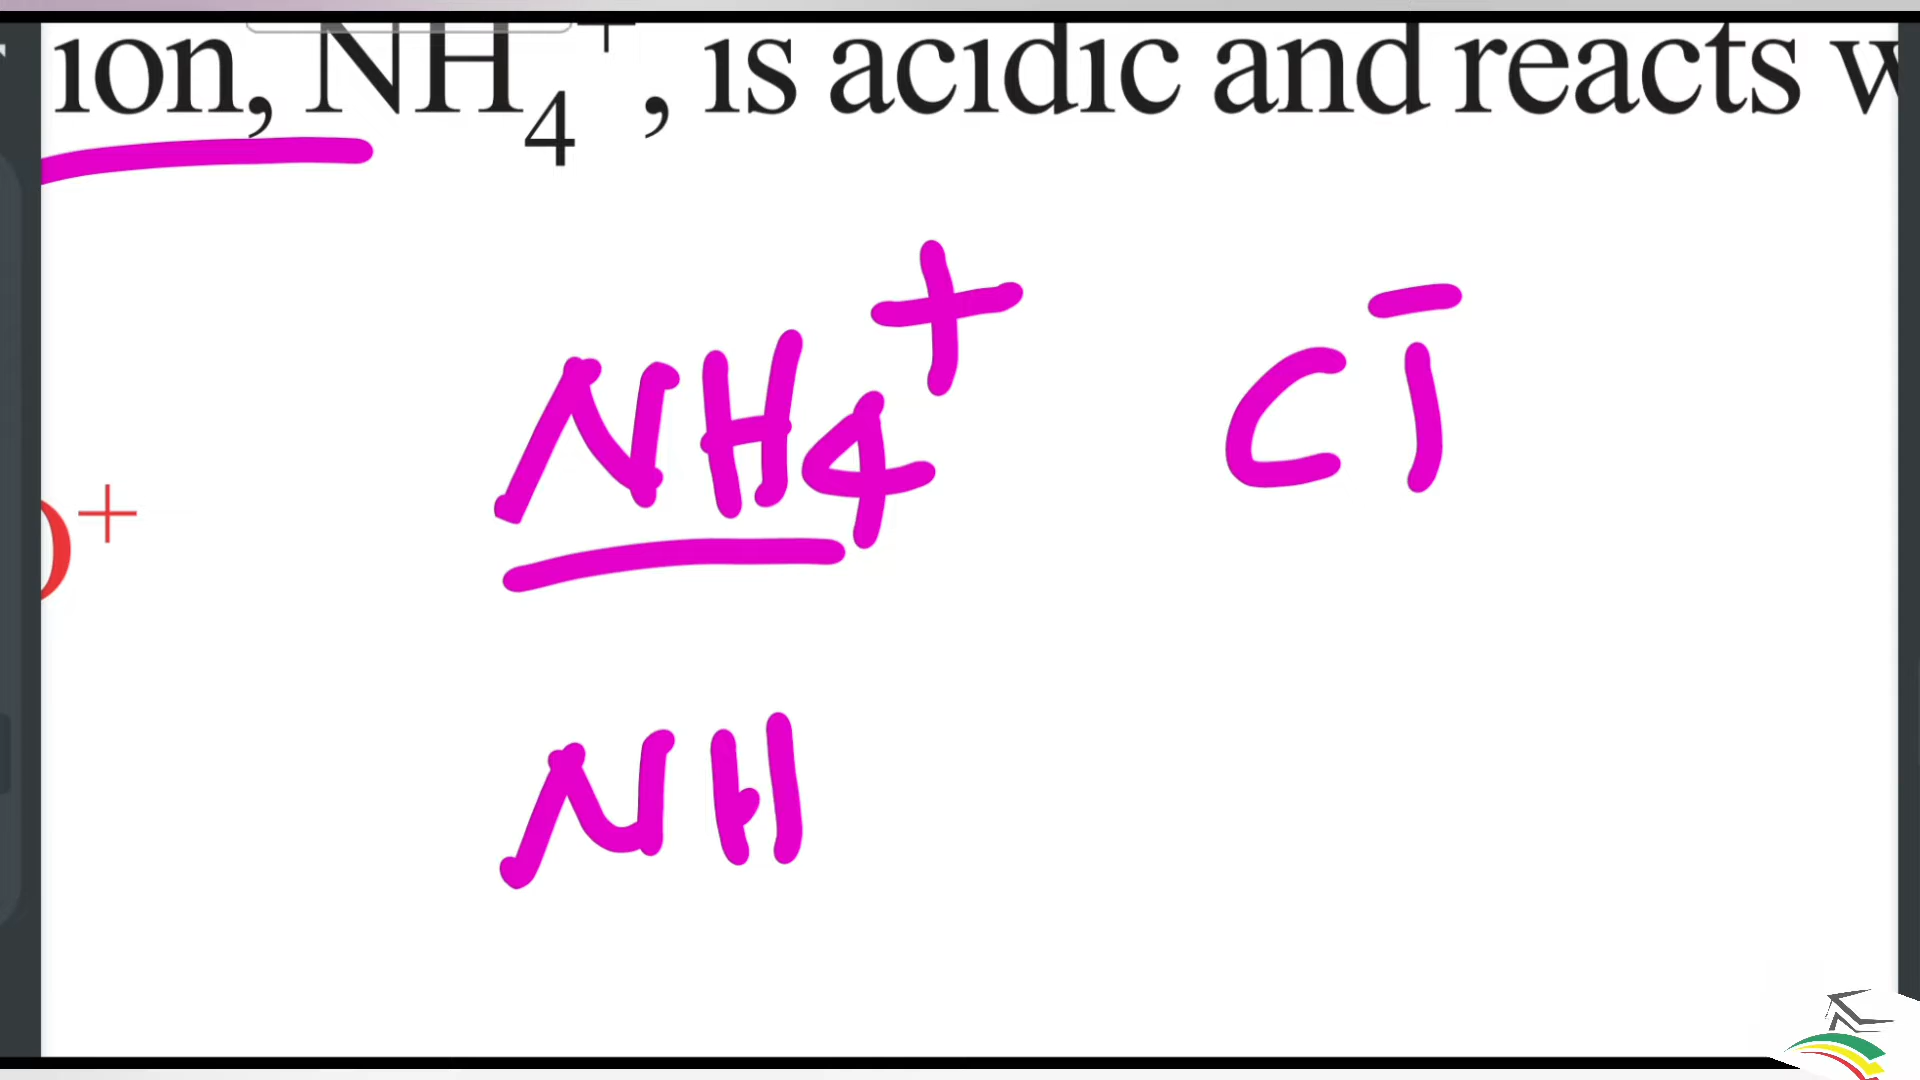 ion, NH₄⁺, is acidic and reacts
NH₄⁺ Cl⁻
+
NH